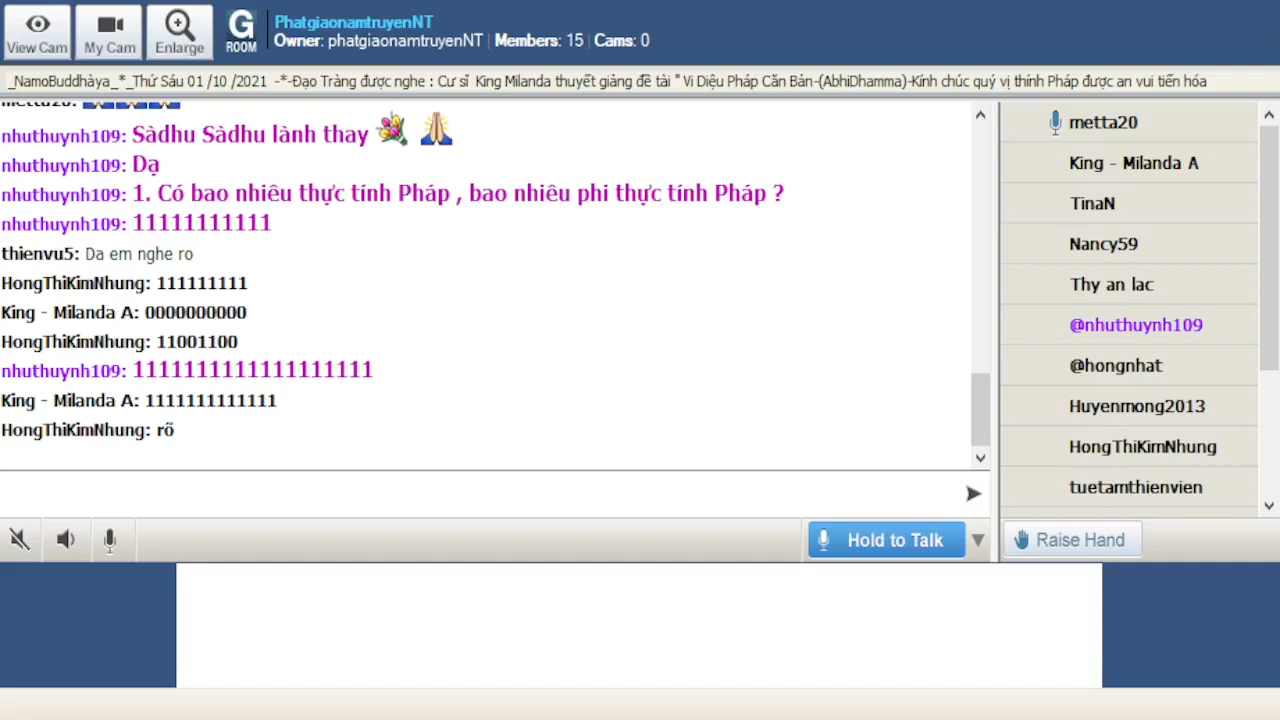 View Cam
My Cam
Enlarge
G
ROOM
PhatgiaonamtruyenNT
Owner: phatgiaonamtruyenNT | Members: 15 | Cams: 0
_NamoBuddhàya_*_Thứ Sáu 01 /10 /2021 -*-Đạo Tràng được nghe : Cư sĩ King Milanda thuyết giảng đề tài " Vi Diệu Pháp Căn Bản-(AbhiDhamma)-Kính chúc quý vị thính Pháp được an vui tiến hóa
metta20:
nhuthuynh109: Sàdhu Sàdhu lành thay
nhuthuynh109: Dạ
nhuthuynh109: 1. Có bao nhiêu thực tính Pháp , bao nhiêu phi thực tính Pháp ?
nhuthuynh109: 11111111111
thienvu5: Da em nghe ro
HongThiKimNhung: 111111111
King - Milanda A: 0000000000
HongThiKimNhung: 11001100
nhuthuynh109: 1111111111111111111
King - Milanda A: 1111111111111
HongThiKimNhung: rõ
metta20
King - Milanda A
TinaN
Nancy59
Thy an lac
@nhuthuynh109
@hongnhat
Huyenmong2013
HongThiKimNhung
tuetamthienvien
Hold to Talk
Raise Hand